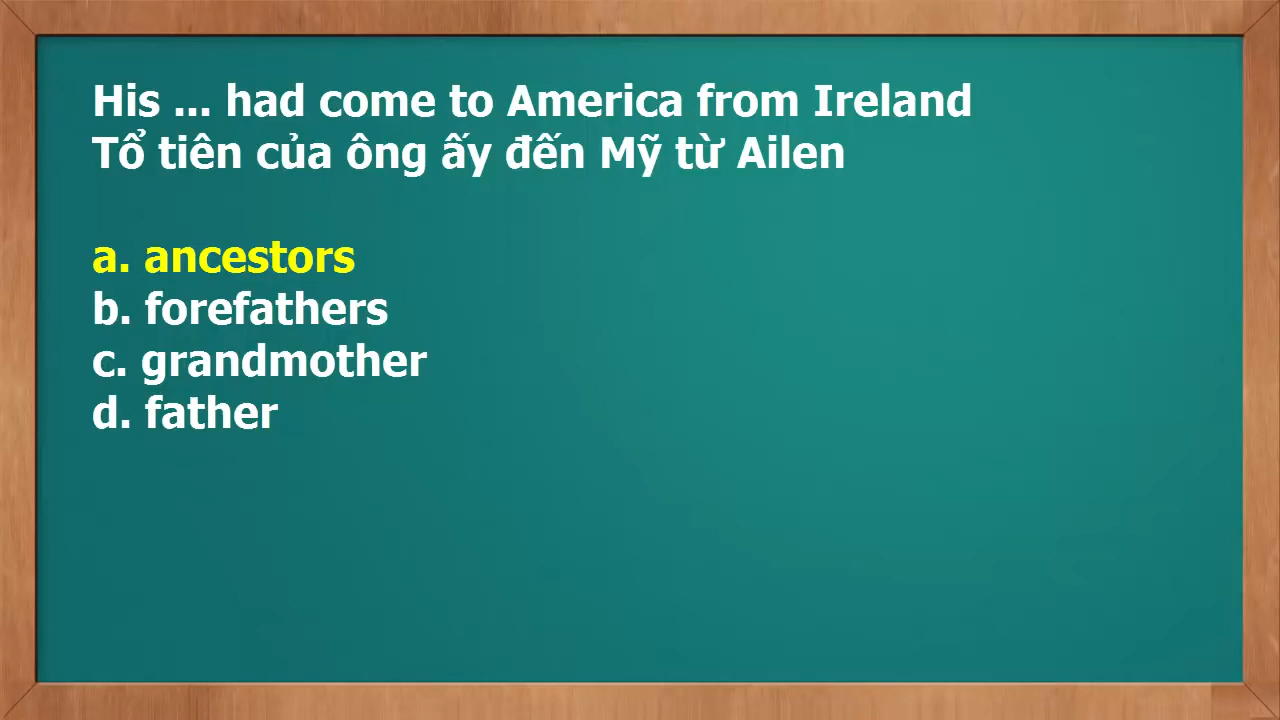 His ... had come to America from Ireland
Tổ tiên của ông ấy đến Mỹ từ Ailen
a. ancestors
b. forefathers
c. grandmother
d. father